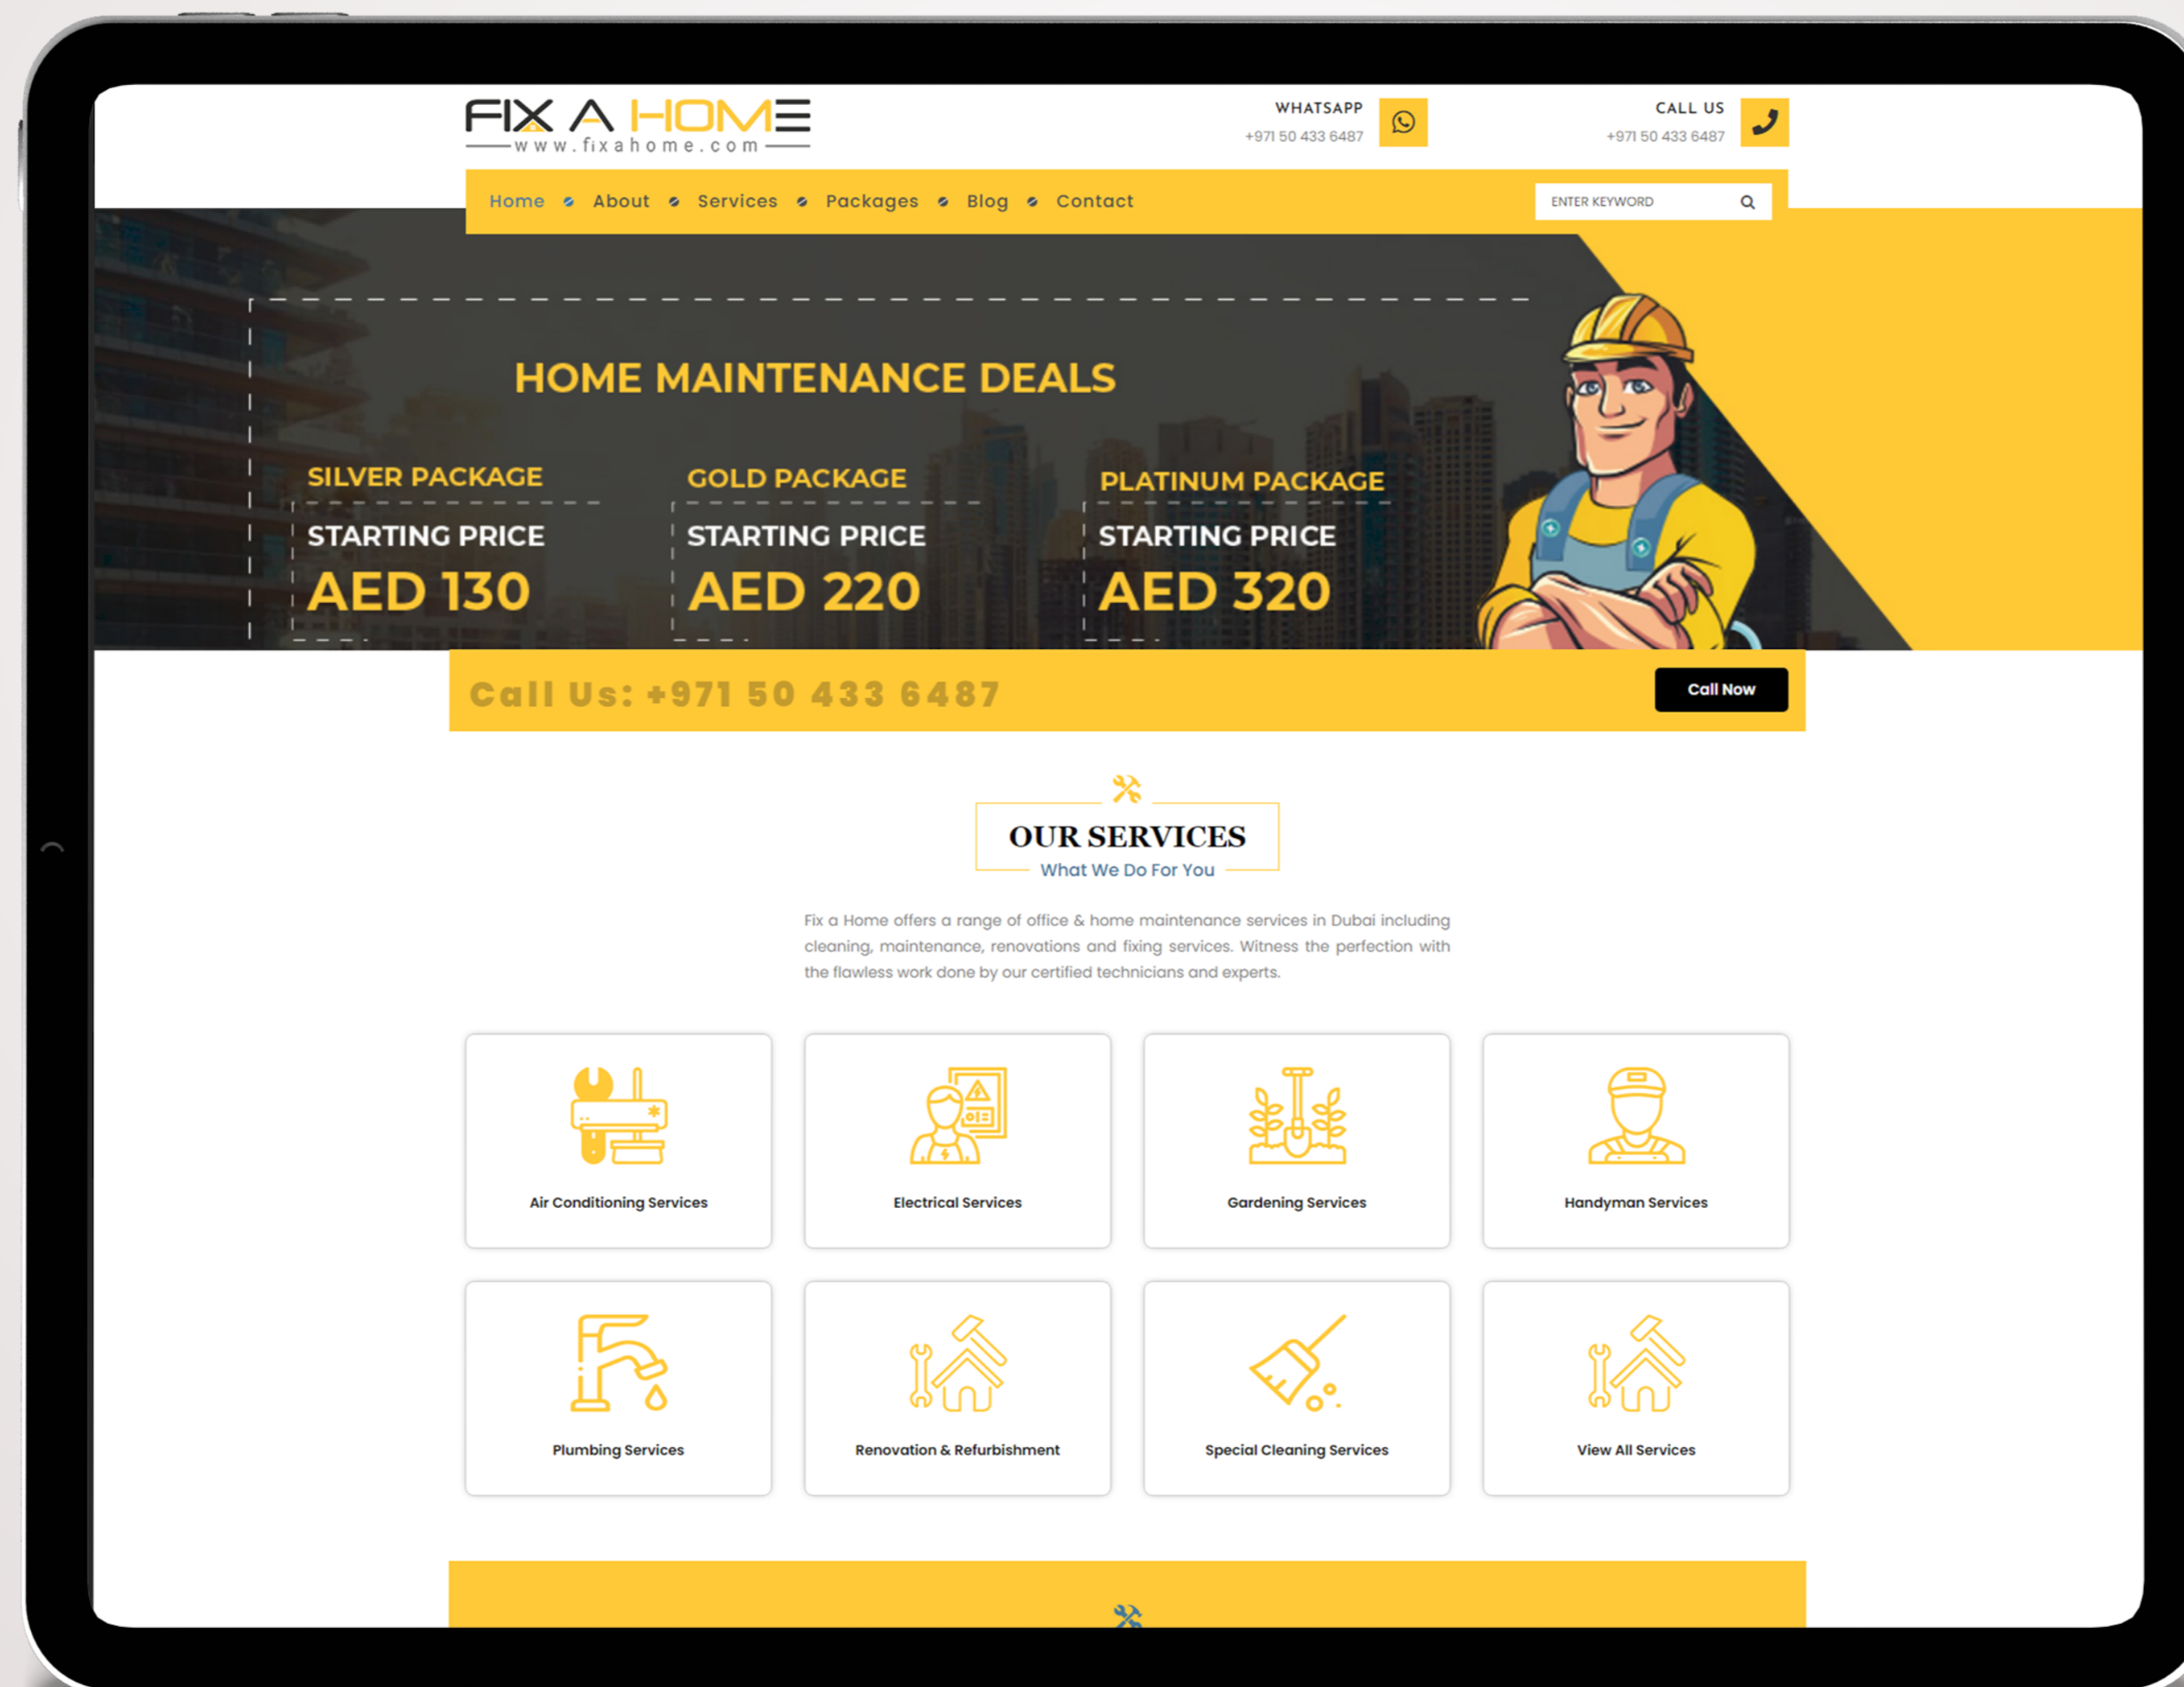 FIX A HOME
www.fixahome.com
WHATSAPP
+971 50 433 6487
CALL US
+971 50 433 6487
Home About Services Packages Blog Contact
ENTER KEYWORD
HOME MAINTENANCE DEALS
SILVER PACKAGE
STARTING PRICE
AED 130
GOLD PACKAGE
STARTING PRICE
AED 220
PLATINUM PACKAGE
STARTING PRICE
AED 320
Call Us: +971 50 433 6487
Call Now
OUR SERVICES
What We Do For You
Fix a Home offers a range of office & home maintenance services in Dubai including
cleaning, maintenance, renovations and fixing services. Witness the perfection with
the flawless work done by our certified technicians and experts.
Air Conditioning Services
Electrical Services
Gardening Services
Handyman Services
Plumbing Services
Renovation & Refurbishment
Special Cleaning Services
View All Services